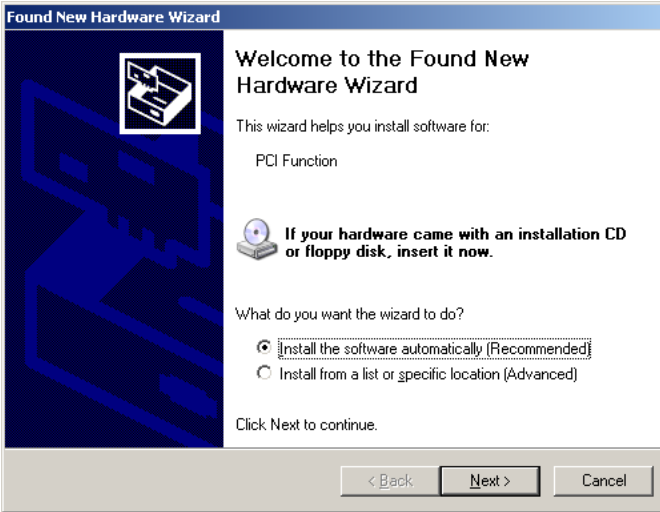 Found New Hardware Wizard
Welcome to the Found New
Hardware Wizard
This wizard helps you install software for:
PCI Function
If your hardware came with an installation CD
or floppy disk, insert it now.
What do you want the wizard to do?
Install the software automatically (Recommended)
Install from a list or specific location (Advanced)
Click Next to continue.
< Back Next > Cancel